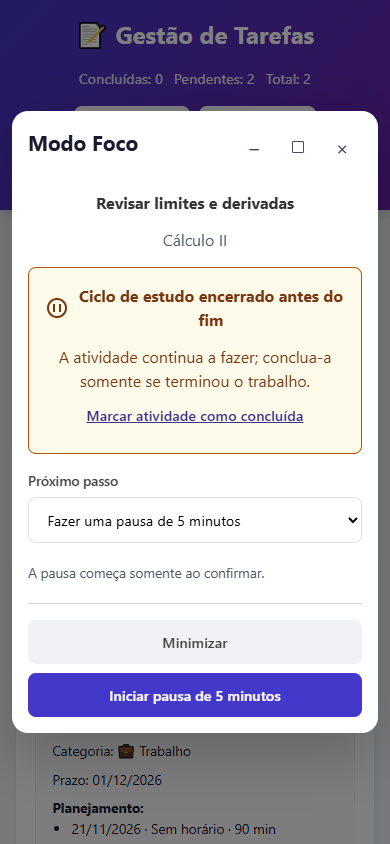 Gestão de Tarefas
Concluídas: 0 Pendentes: 2 Total: 2
Modo Foco
Revisar limites e derivadas
Cálculo II
Ciclo de estudo encerrado antes do
fim
A atividade continua a fazer; conclua-a
somente se terminou o trabalho.
Marcar atividade como concluída
Próximo passo
Fazer uma pausa de 5 minutos
A pausa começa somente ao confirmar.
Minimizar
Iniciar pausa de 5 minutos
Categoria: 💼 Trabalho
Prazo: 01/12/2026
Planejamento:
• 21/11/2026 · Sem horário · 90 min